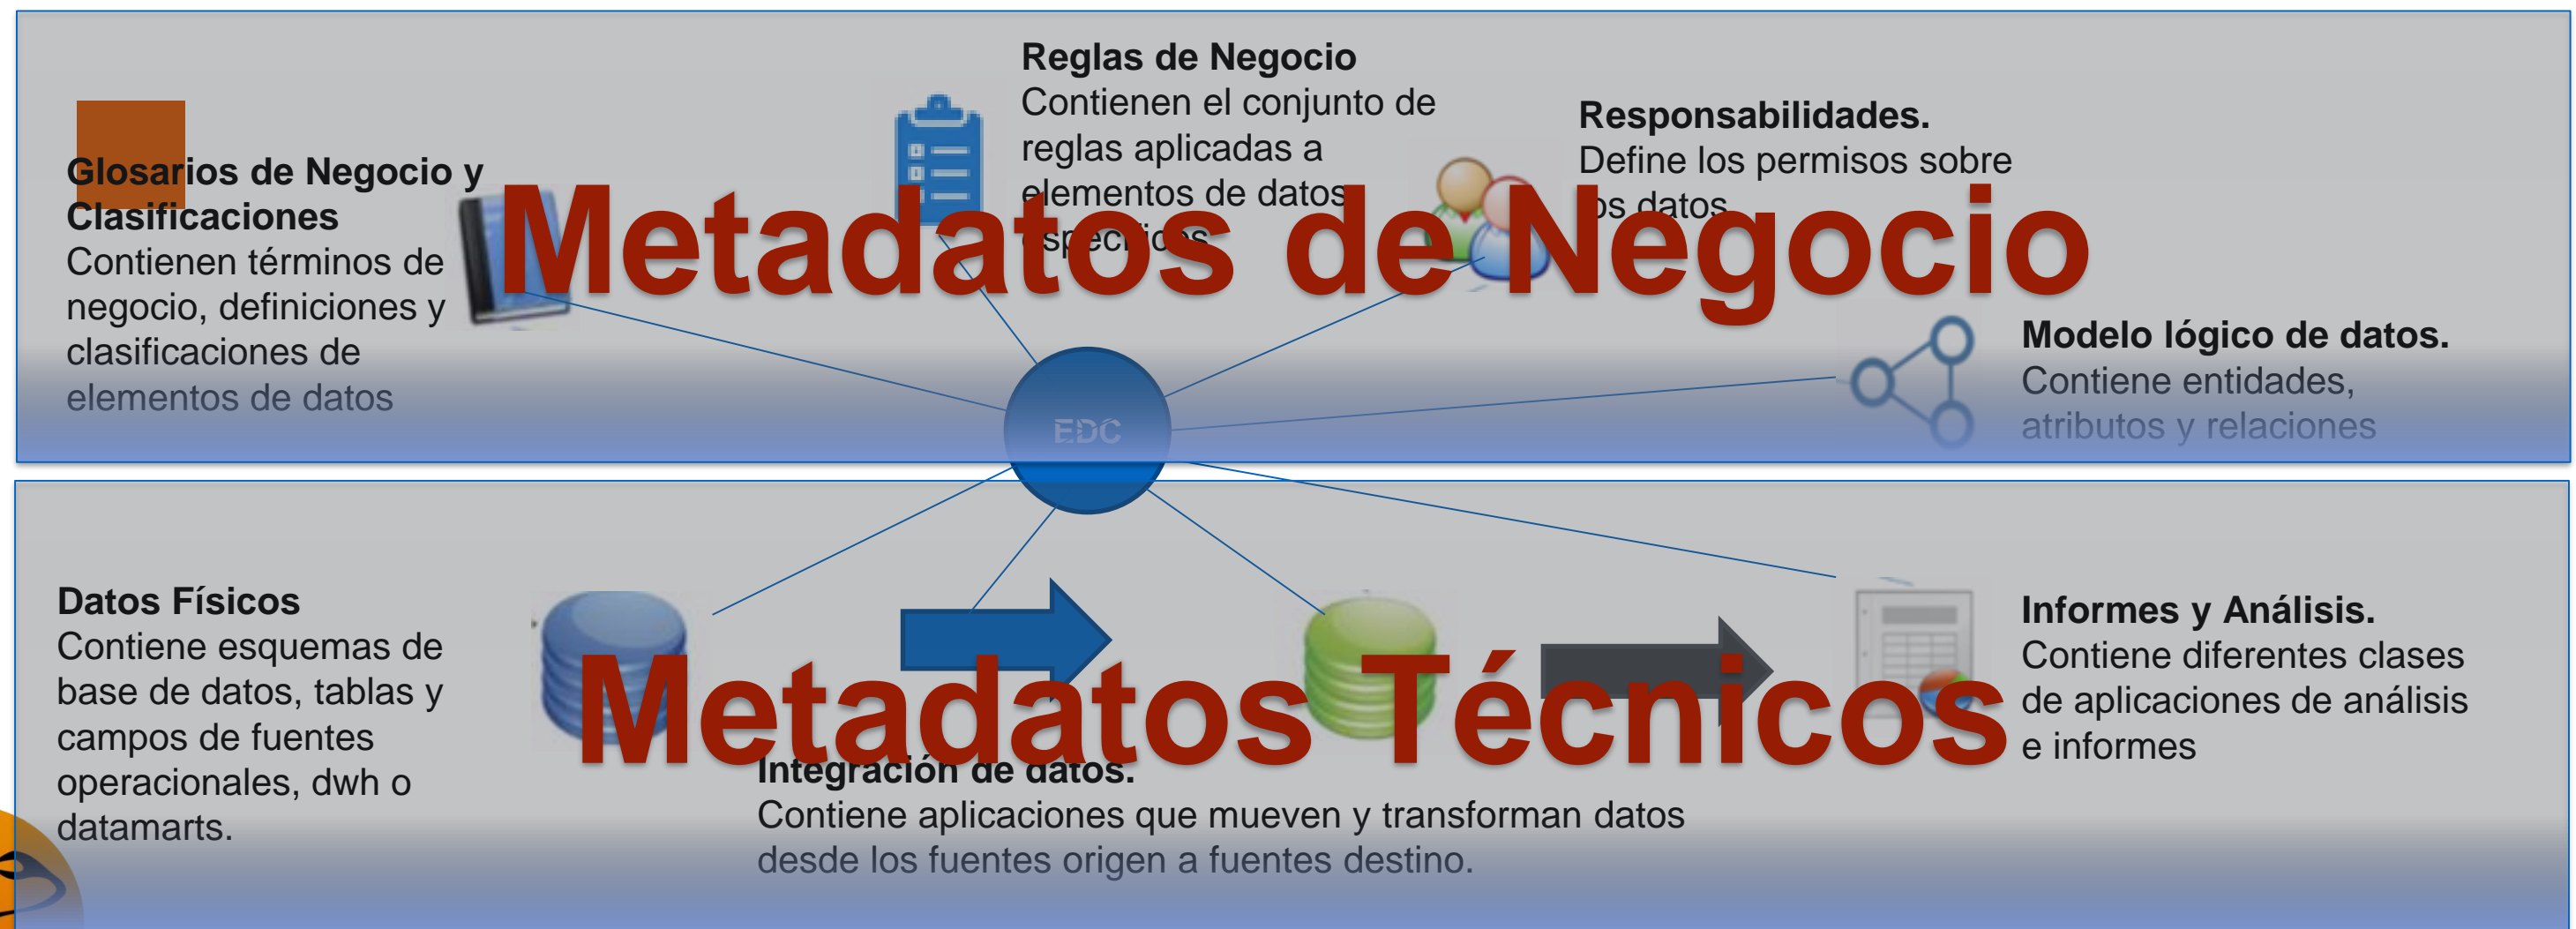 Reglas de Negocio
Contienen el conjunto de
reglas aplicadas a
elementos de datos
específicos
Responsabilidades.
Define los permisos sobre
los datos
Glosarios de Negocio y
Clasificaciones
Contienen términos de
negocio, definiciones y
clasificaciones de
elementos de datos
Metadatos de Negocio
Modelo lógico de datos.
Contiene entidades,
atributos y relaciones
EDC
Datos Físicos
Contiene esquemas de
base de datos, tablas y
campos de fuentes
operacionales, dwh o
datamarts.
Metadatos Técnicos
Integración de datos.
Contiene aplicaciones que mueven y transforman datos
desde los fuentes origen a fuentes destino.
Informes y Análisis.
Contiene diferentes clases
de aplicaciones de análisis
e informes